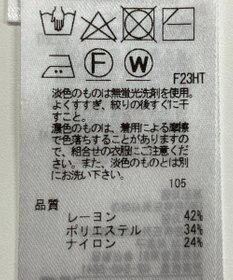 F W
F23HT
淡色のものは無蛍光洗剤を使用。
よくすすぎ、絞りの後すぐに干
すこと。
濃色のものは、着用による摩擦
で色落ちすることがありますの
で、組合せの衣服にご注意くださ
い。また、淡色のものとは別
にお洗い下さい。
105
品質
レーヨン 42%
ポリエステル 34%
ナイロン 24%